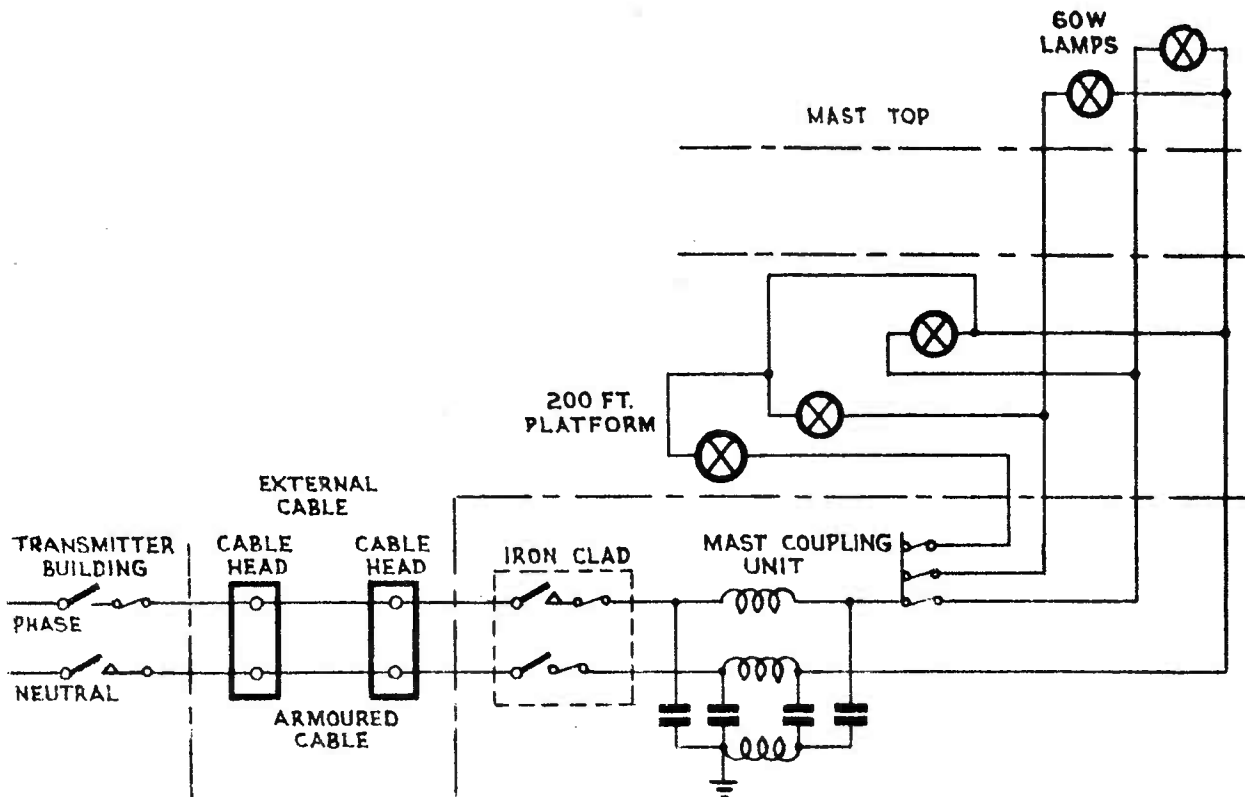 60W
LAMPS
MAST TOP
200 FT.
PLATFORM
EXTERNAL
CABLE
TRANSMITTER
BUILDING
CABLE
HEAD
CABLE
HEAD
IRON CLAD
MAST COUPLING
UNIT
PHASE
NEUTRAL
ARMOURED
CABLE